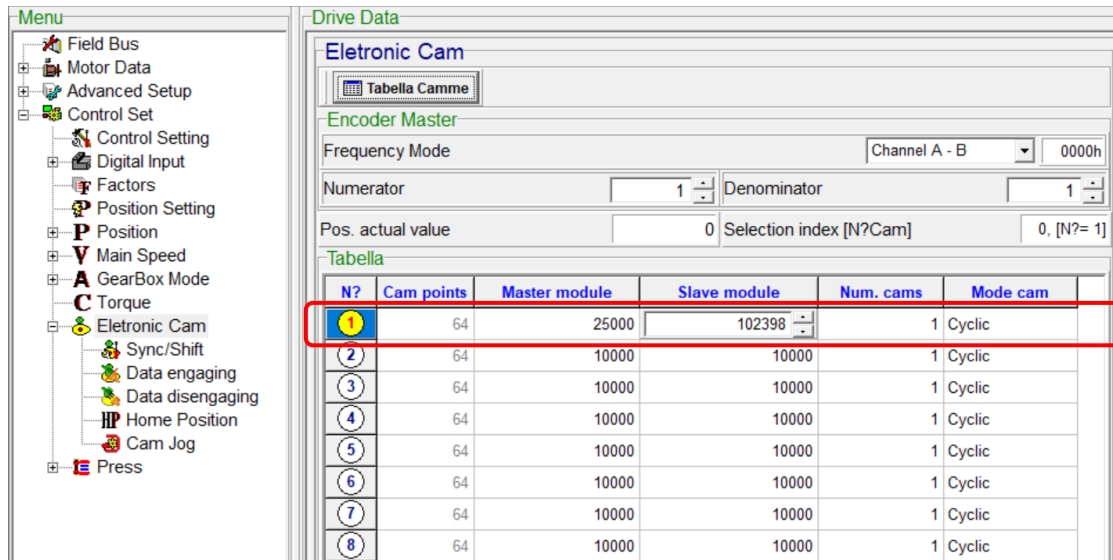 Menu
Field Bus
Motor Data
Advanced Setup
Control Set
Control Setting
Digital Input
Factors
Position Setting
P Position
V Main Speed
A GearBox Mode
C Torque
Eletronic Cam
Sync/Shift
Data engaging
Data disengaging
HP Home Position
Cam Jog
Press
Drive Data
Eletronic Cam
Tabella Camme
Encoder Master
Frequency Mode Channel A - B 0000h
Numerator 1 Denominator 1
Pos. actual value 0 Selection index [N?Cam] 0, [N?= 1]
Tabella
N? Cam points Master module Slave module Num. cams Mode cam
1 64 25000 102398 1 Cyclic
2 64 10000 10000 1 Cyclic
3 64 10000 10000 1 Cyclic
4 64 10000 10000 1 Cyclic
5 64 10000 10000 1 Cyclic
6 64 10000 10000 1 Cyclic
7 64 10000 10000 1 Cyclic
8 64 10000 10000 1 Cyclic